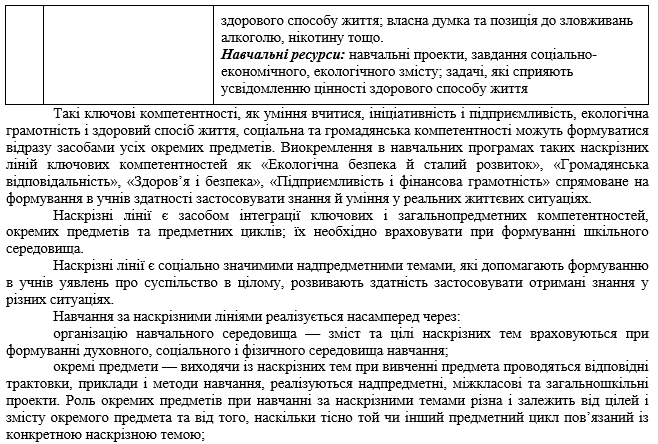 здорового способу життя; власна думка та позиція до зловживань
алкоголю, нікотину тощо.
Навчальні ресурси: навчальні проекти, завдання соціально-
економічного, екологічного змісту; задачі, які сприяють
усвідомленню цінності здорового способу життя
Такі ключові компетентності, як уміння вчитися, ініціативність і підприємливість, екологічна
грамотність і здоровий спосіб життя, соціальна та громадянська компетентності можуть формуватися
відразу засобами усіх окремих предметів. Виокремлення в навчальних програмах таких наскрізних
ліній ключових компетентностей як «Екологічна безпека й сталий розвиток», «Громадянська
відповідальність», «Здоров’я і безпека», «Підприємливість і фінансова грамотність» спрямоване на
формування в учнів здатності застосовувати знання й уміння у реальних життєвих ситуаціях.
Наскрізні лінії є засобом інтеграції ключових і загальнопредметних компетентностей,
окремих предметів та предметних циклів; їх необхідно враховувати при формуванні шкільного
середовища.
Наскрізні лінії є соціально значимими надпредметними темами, які допомагають формуванню
в учнів уявлень про суспільство в цілому, розвивають здатність застосовувати отримані знання у
різних ситуаціях.
Навчання за наскрізними лініями реалізується насамперед через:
організацію навчального середовища — зміст та цілі наскрізних тем враховуються при
формуванні духовного, соціального і фізичного середовища навчання;
окремі предмети — виходячи із наскрізних тем при вивченні предмета проводяться відповідні
трактовки, приклади і методи навчання, реалізуються надпредметні, міжкласові та загальношкільні
проекти. Роль окремих предметів при навчанні за наскрізними темами різна і залежить від цілей і
змісту окремого предмета та від того, наскільки тісно той чи інший предметний цикл пов’язаний із
конкретною наскрізною темою;